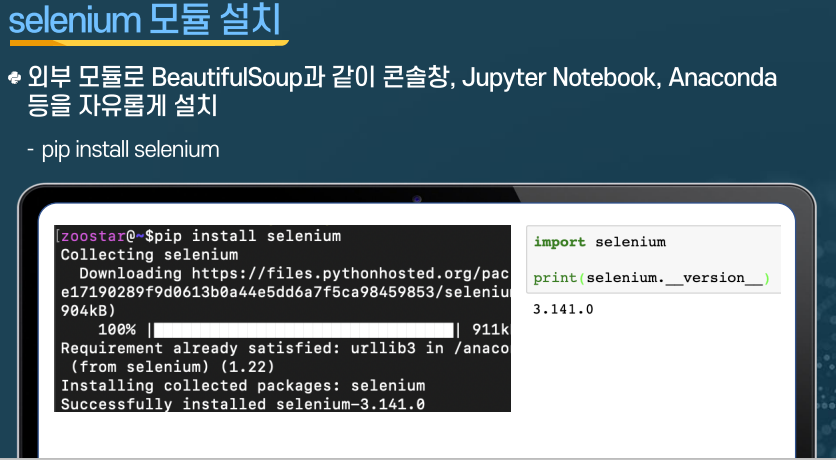 selenium 모듈 설치
외부 모듈로 BeautifulSoup과 같이 콘솔창, Jupyter Notebook, Anaconda
등을 자유롭게 설치
- pip install selenium
[zoostar@~$pip install selenium
Collecting selenium
Downloading https://files.pythonhosted.org/pac
e17190289f9d0613b0a44e5dd6a7f5ca98459853/seleniu
904kB)
100% |████████████████████████████████| 911k
Requirement already satisfied: urllib3 in /anaco
(from selenium) (1.22)
Installing collected packages: selenium
Successfully installed selenium-3.141.0
import selenium
print(selenium.__version__)
3.141.0